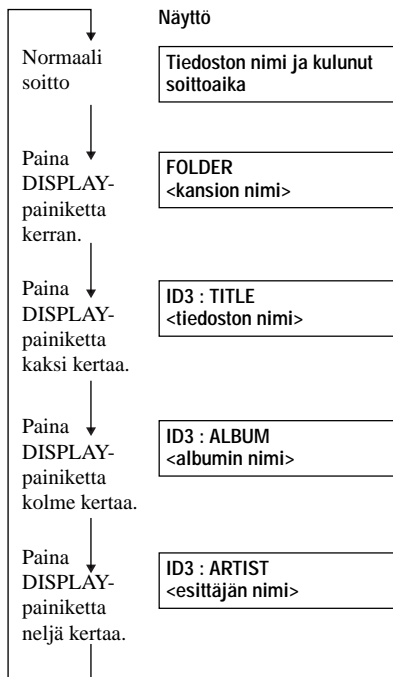 Näyttö
Normaali
soitto
Tiedoston nimi ja kulunut
soittoaika
Paina
DISPLAY-
painiketta
kerran.
FOLDER
<kansion nimi>
Paina
DISPLAY-
painiketta
kaksi kertaa.
ID3 : TITLE
<tiedoston nimi>
Paina
DISPLAY-
painiketta
kolme kertaa.
ID3 : ALBUM
<albumin nimi>
Paina
DISPLAY-
painiketta
neljä kertaa.
ID3 : ARTIST
<esittäjän nimi>